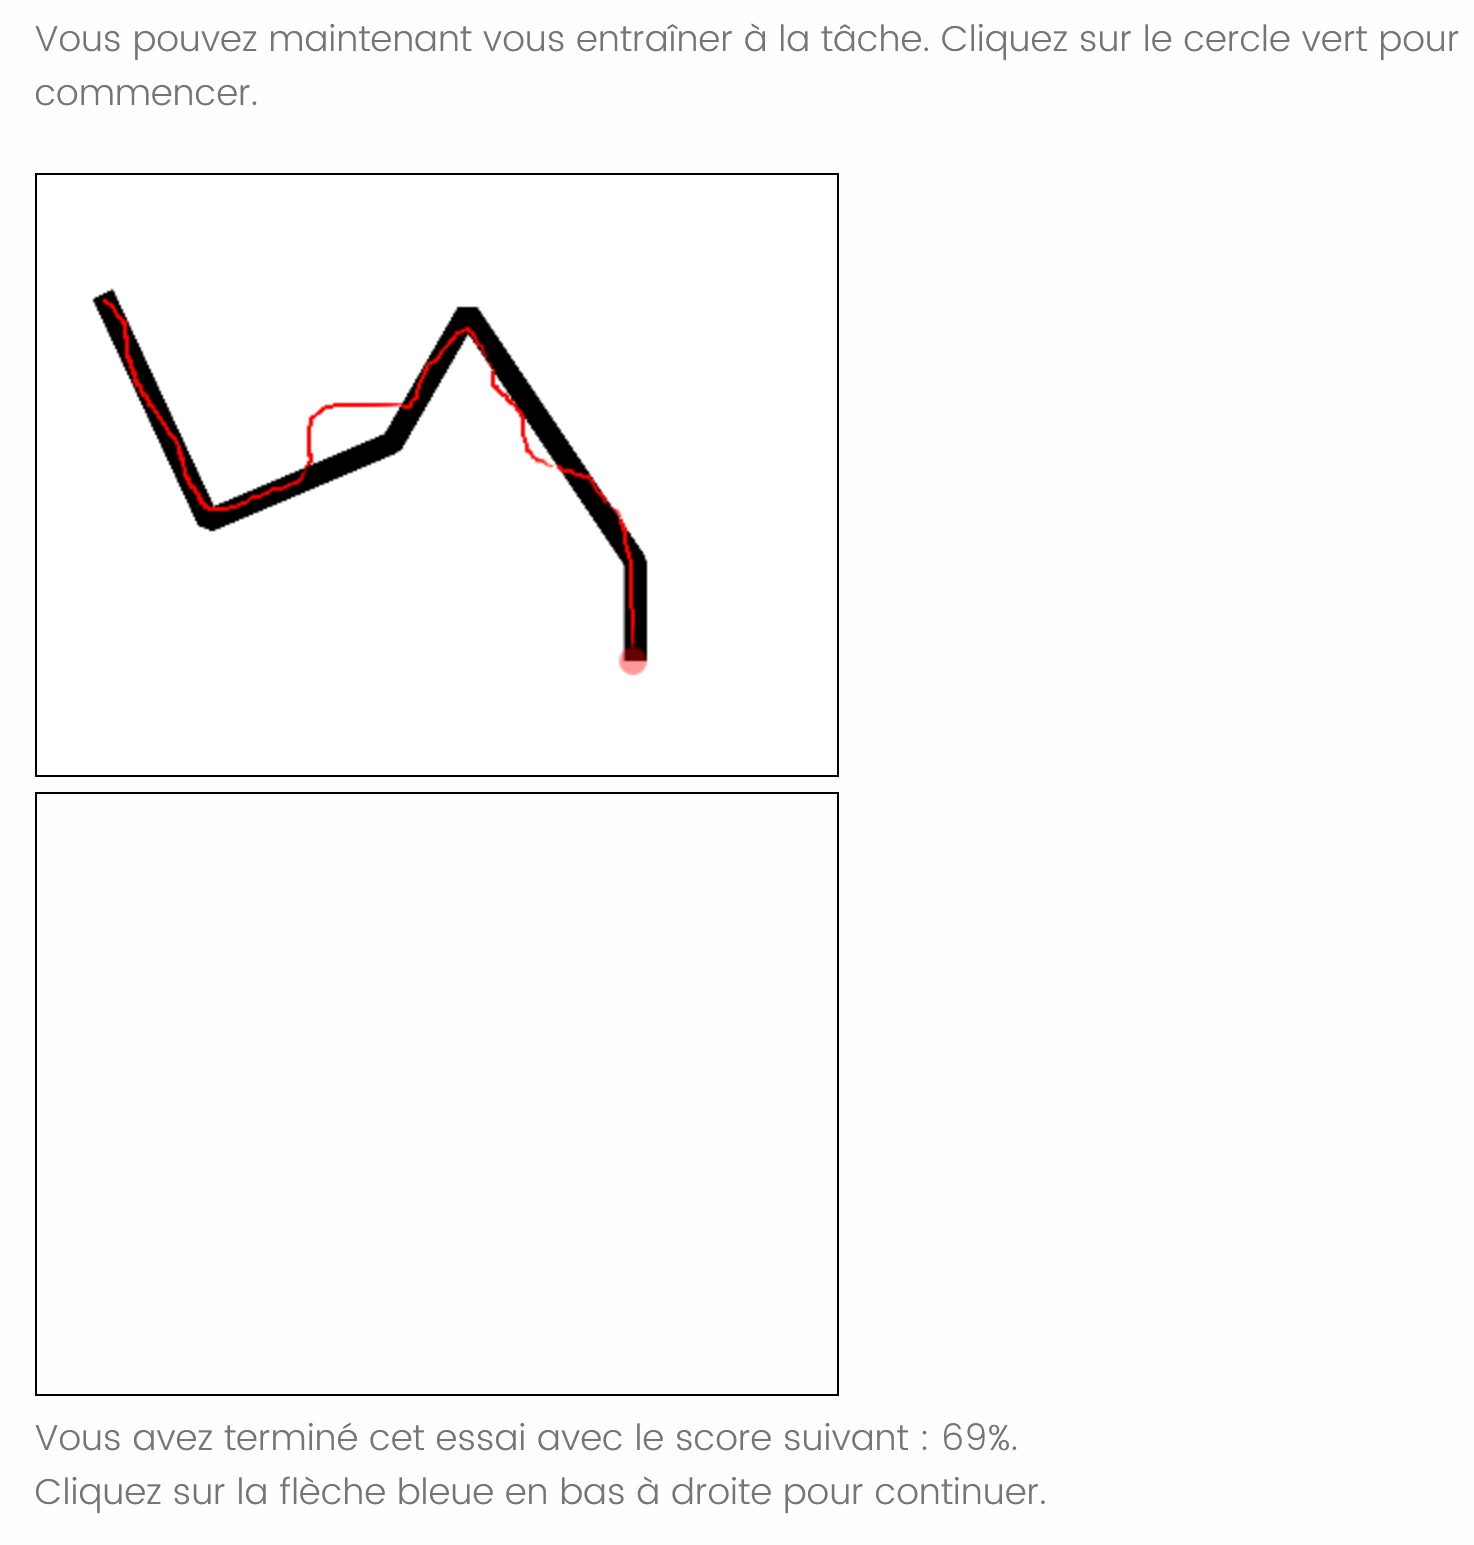 Vous pouvez maintenant vous entraîner à la tâche. Cliquez sur le cercle vert pour
commencer.
Vous avez terminé cet essai avec le score suivant : 69%.
Cliquez sur la flèche bleue en bas à droite pour continuer.